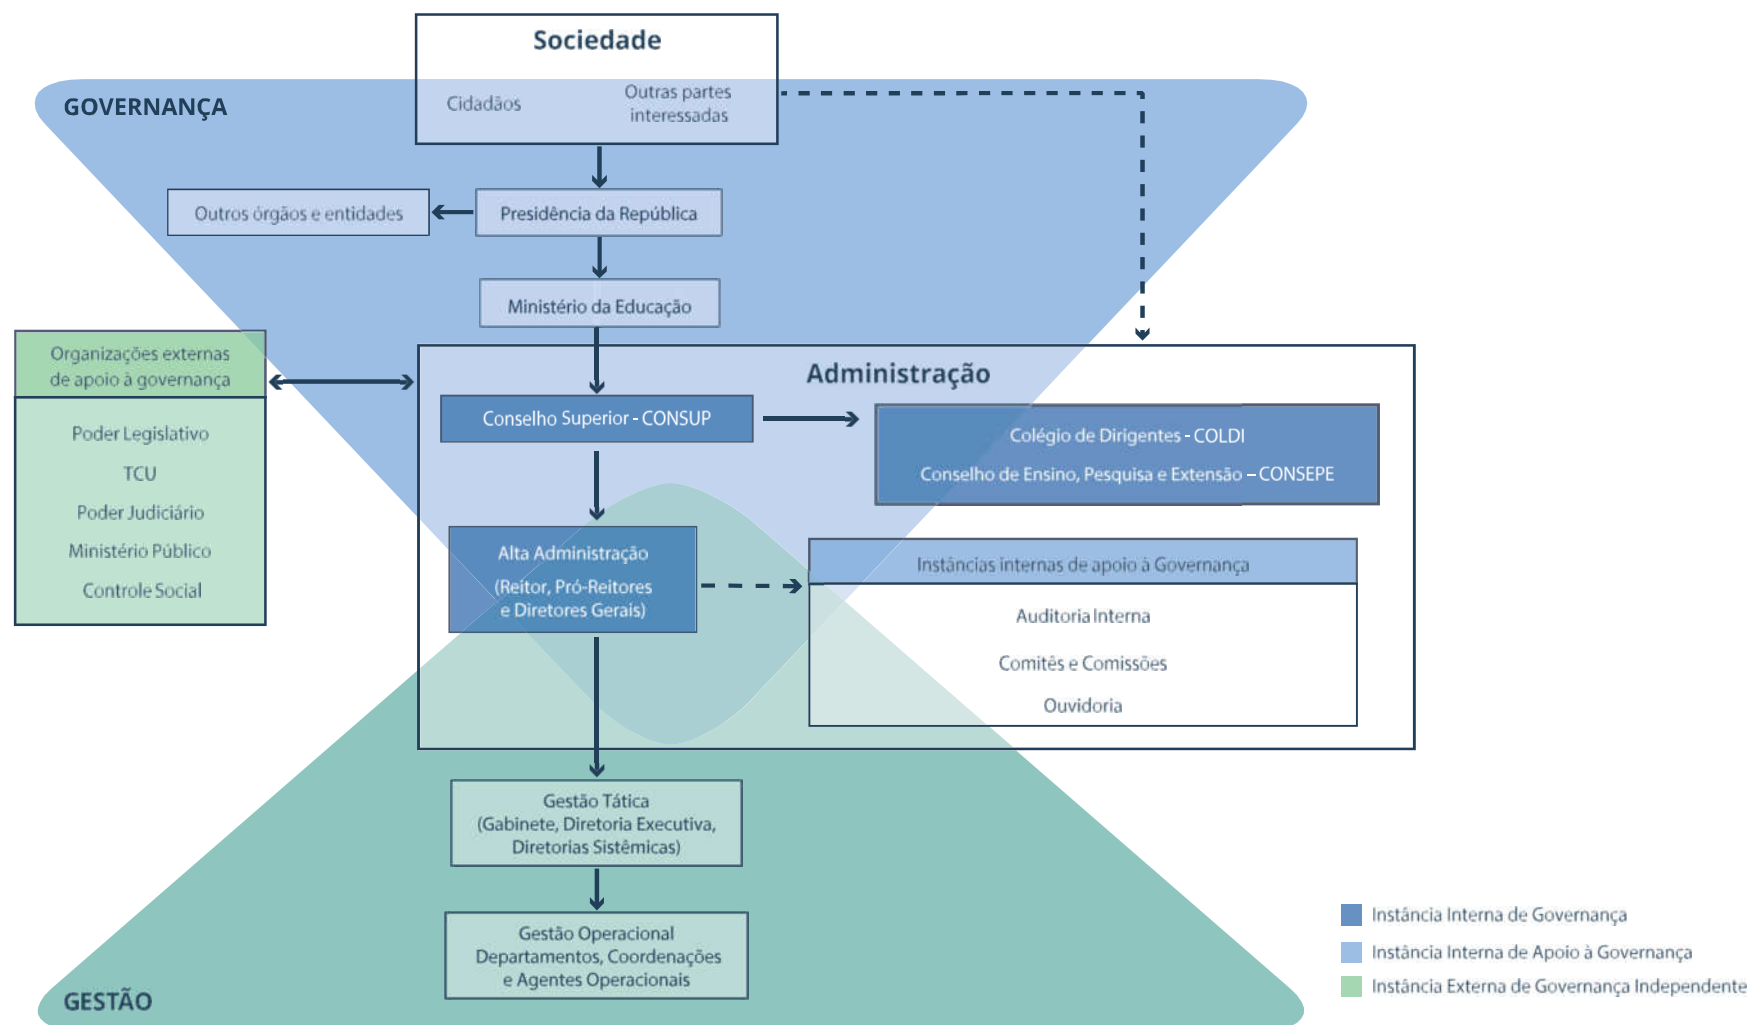 Sociedade
Cidadãos
Outras partes
interessadas
GOVERNANÇA
Outros órgãos e entidades
Presidência da República
Ministério da Educação
Organizações externas
de apoio à governança
Poder Legislativo
TCU
Poder Judiciário
Ministério Público
Controle Social
Administração
Conselho Superior - CONSUP
Colégio de Dirigentes - COLDI
Conselho de Ensino, Pesquisa e Extensão – CONSEPE
Alta Administração
(Reitor, Pró-Reitores
e Diretores Gerais)
Instâncias internas de apoio à Governança
Auditoria Interna
Comitês e Comissões
Ouvidoria
Gestão Tática
(Gabinete, Diretoria Executiva,
Diretorias Sistêmicas)
Gestão Operacional
Departamentos, Coordenações
e Agentes Operacionais
GESTÃO
Instância Interna de Governança
Instância Interna de Apoio à Governança
Instância Externa de Governança Independente